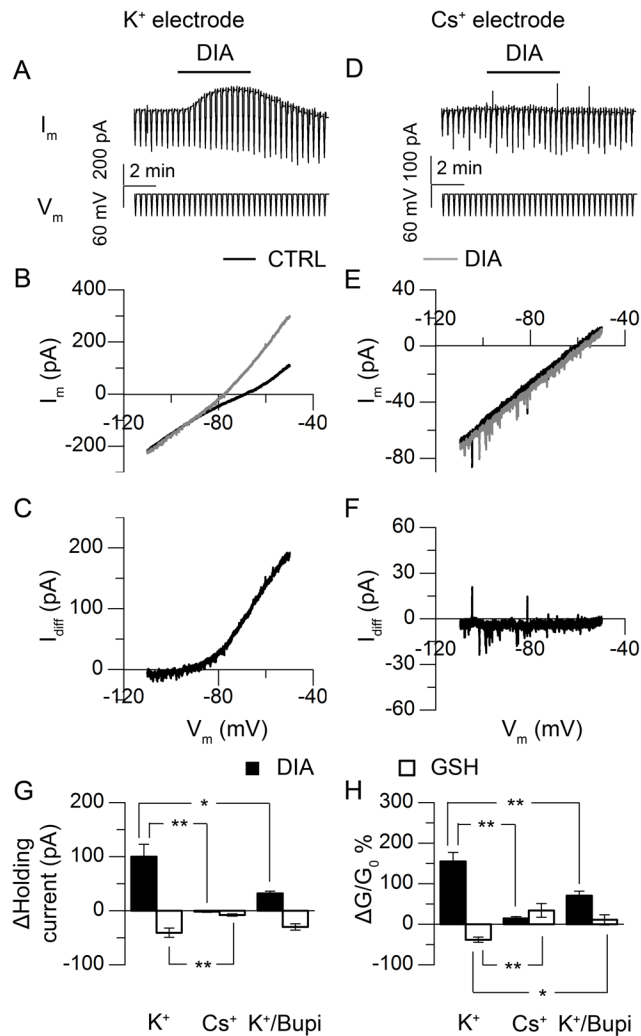 K⁺ electrode
Cs⁺ electrode
A
DIA
D
DIA
Iₘ
200 pA
100 pA
2 min
2 min
Vₘ
60 mV
60 mV
CTRL
DIA
B
400
200
0
-200
-120
-80
-40
Iₘ (pA)
E
40
0
-40
-80
-120
-80
-40
Iₘ (pA)
C
200
100
0
-120
-80
-40
I_diff (pA)
Vₘ (mV)
F
60
30
0
-30
-60
-120
-80
-40
I_diff (pA)
Vₘ (mV)
DIA
GSH
G
200
100
0
-100
ΔHolding
current (pA)
*
**
**
K⁺
Cs⁺
K⁺/Bupi
H
300
200
100
0
-100
ΔG/G₀ %
**
**
**
*
K⁺
Cs⁺
K⁺/Bupi